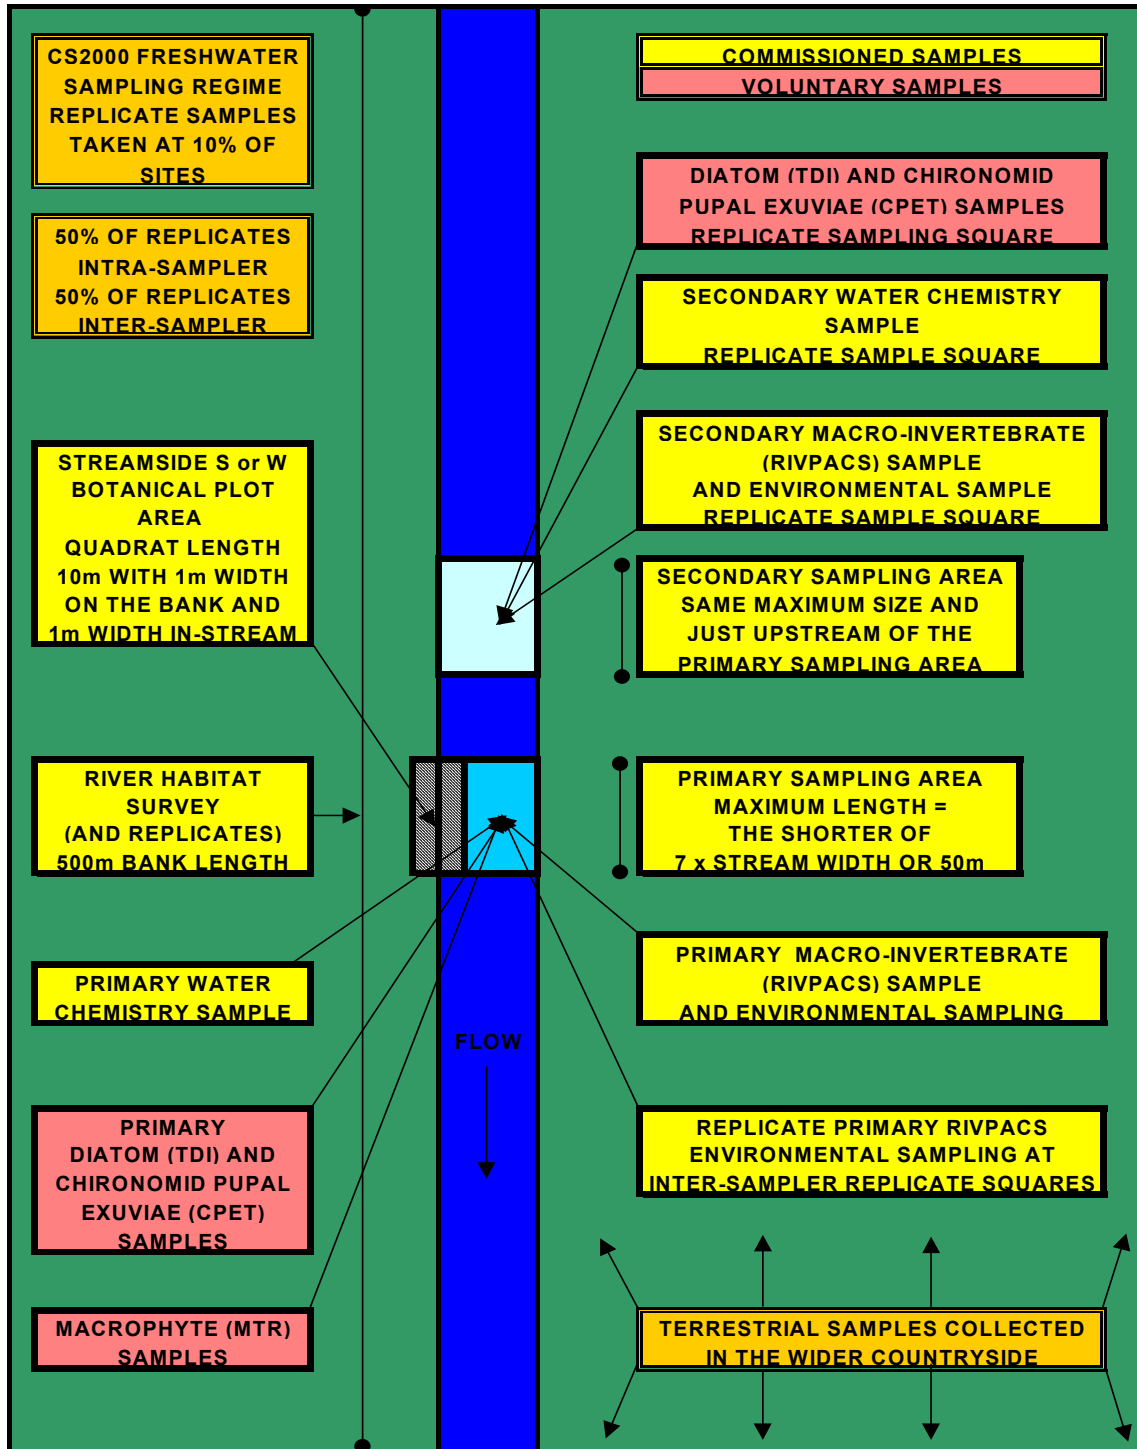 CS2000 FRESHWATER
SAMPLING REGIME
REPLICATE SAMPLES
TAKEN AT 10% OF
SITES
50% OF REPLICATES
INTRA-SAMPLER
50% OF REPLICATES
INTER-SAMPLER
STREAMSIDE S or W
BOTANICAL PLOT
AREA
QUADRAT LENGTH
10m WITH 1m WIDTH
ON THE BANK AND
1m WIDTH IN-STREAM
RIVER HABITAT
SURVEY
(AND REPLICATES)
500m BANK LENGTH
PRIMARY WATER
CHEMISTRY SAMPLE
PRIMARY
DIATOM (TDI) AND
CHIRONOMID PUPAL
EXUVIAE (CPET)
SAMPLES
MACROPHYTE (MTR)
SAMPLES
FLOW
COMMISSIONED SAMPLES
VOLUNTARY SAMPLES
DIATOM (TDI) AND CHIRONOMID
PUPAL EXUVIAE (CPET) SAMPLES
REPLICATE SAMPLING SQUARE
SECONDARY WATER CHEMISTRY
SAMPLE
REPLICATE SAMPLE SQUARE
SECONDARY MACRO-INVERTEBRATE
(RIVPACS) SAMPLE
AND ENVIRONMENTAL SAMPLE
REPLICATE SAMPLE SQUARE
SECONDARY SAMPLING AREA
SAME MAXIMUM SIZE AND
JUST UPSTREAM OF THE
PRIMARY SAMPLING AREA
PRIMARY SAMPLING AREA
MAXIMUM LENGTH =
THE SHORTER OF
7 x STREAM WIDTH OR 50m
PRIMARY MACRO-INVERTEBRATE
(RIVPACS) SAMPLE
AND ENVIRONMENTAL SAMPLING
REPLICATE PRIMARY RIVPACS
ENVIRONMENTAL SAMPLING AT
INTER-SAMPLER REPLICATE SQUARES
TERRESTRIAL SAMPLES COLLECTED
IN THE WIDER COUNTRYSIDE